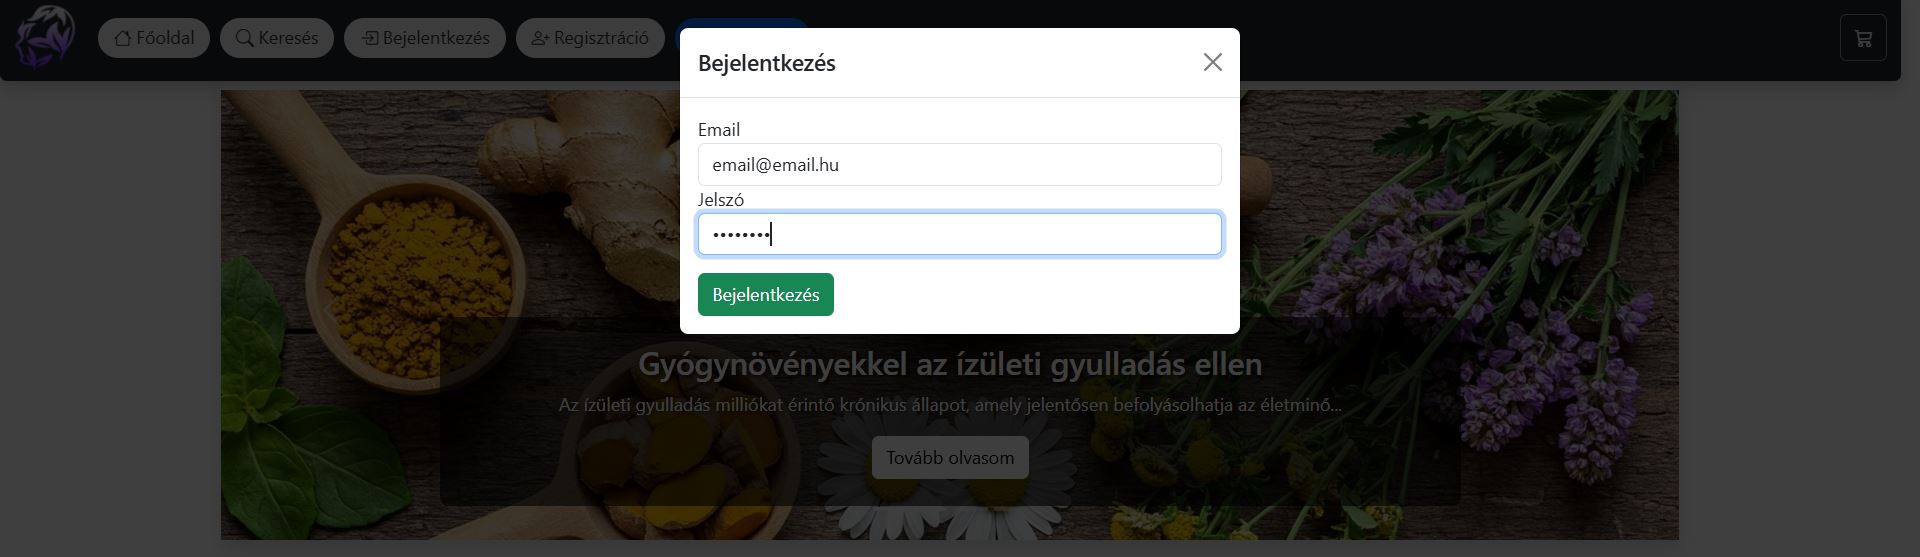 Főoldal
Keresés
Bejelentkezés
Regisztráció
Bejelentkezés
Email
email@email.hu
Jelszó
••••••••
Bejelentkezés
Gyógynövényekkel az ízületi gyulladás ellen
Az ízületi gyulladás milliókat érintő krónikus állapot, amely jelentősen befolyásolhatja az életminő...
Tovább olvasom